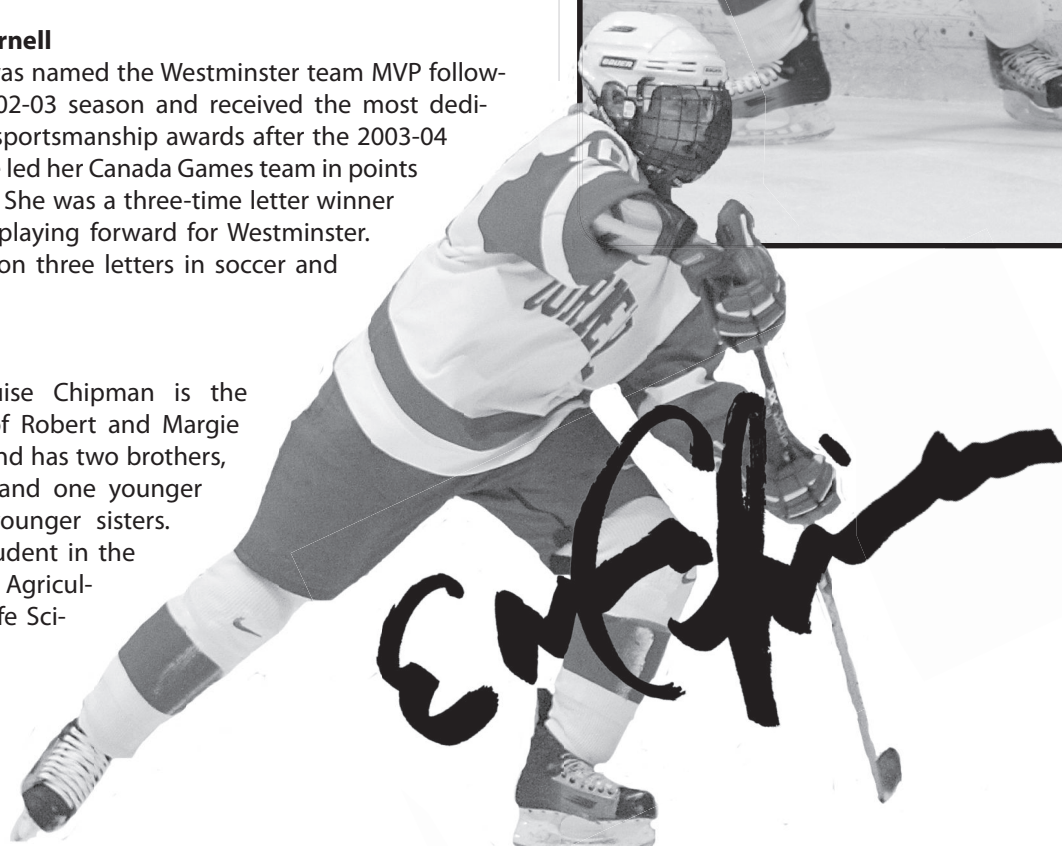 rnell
as named the Westminster team MVP follow-
02-03 season and received the most dedi-
sportsmanship awards after the 2003-04
led her Canada Games team in points
She was a three-time letter winner
playing forward for Westminster.
on three letters in soccer and
uise Chipman is the
of Robert and Margie
nd has two brothers,
and one younger
ounger sisters.
udent in the
Agricul-
fe Sci-